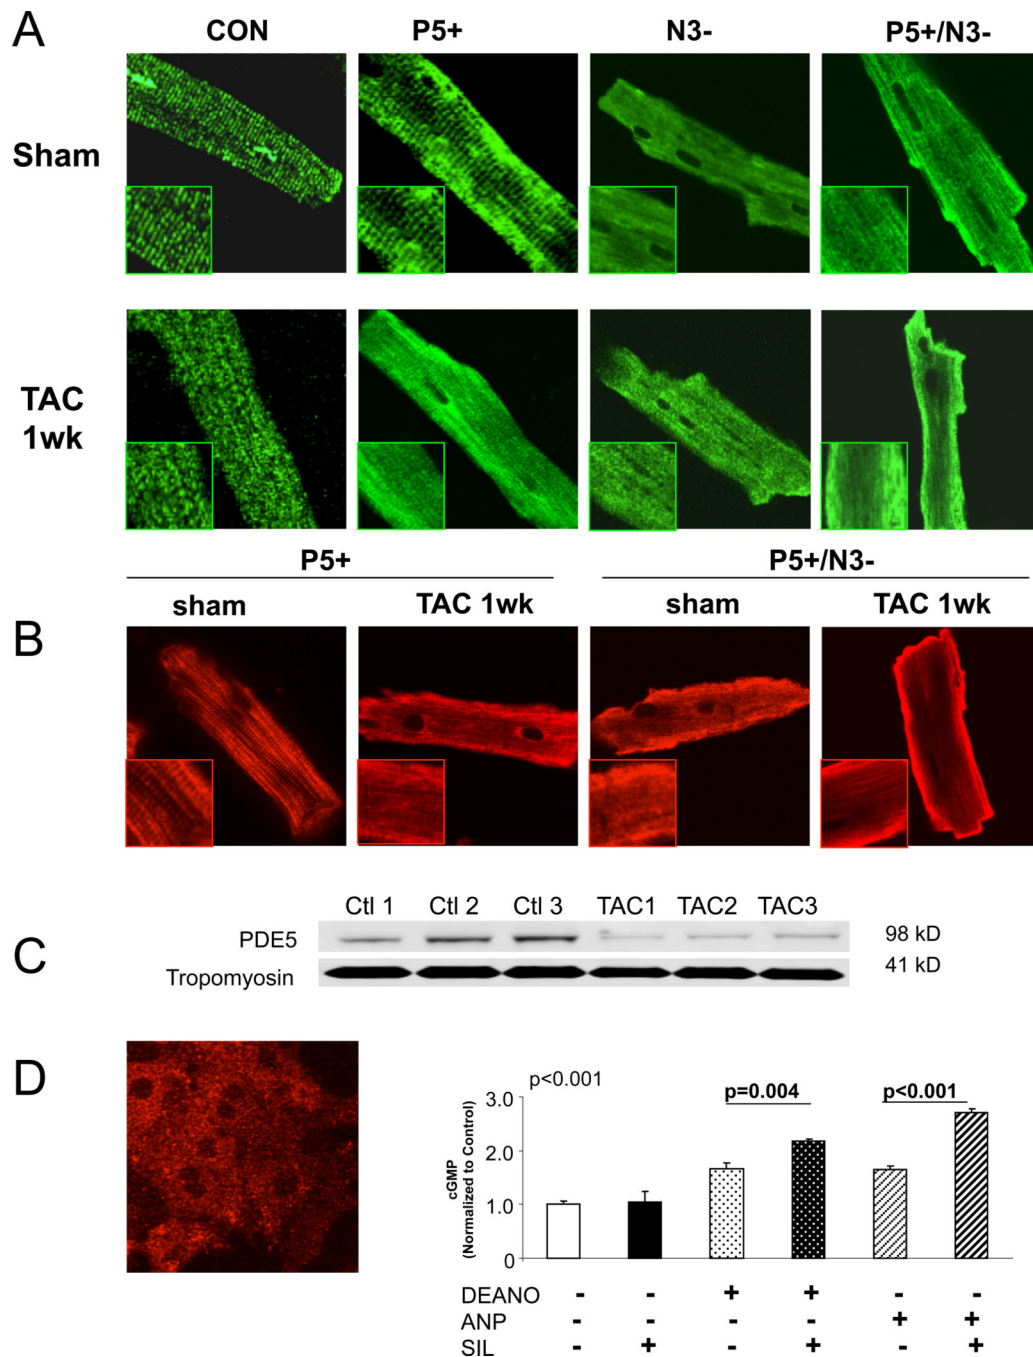 A
CON P5+ N3- P5+/N3-
Sham
TAC
1wk
P5+ P5+/N3-
sham TAC 1wk sham TAC 1wk
B
Ctl 1 Ctl 2 Ctl 3 TAC1 TAC2 TAC3
PDE5 98 kD
C
Tropomyosin 41 kD
D
p<0.001
p=0.004 p<0.001
cGMP
(Normalized to Control)
3.0
2.0
1.0
0
DEANO - - + + - -
ANP - - - - + +
SIL - + - + - +